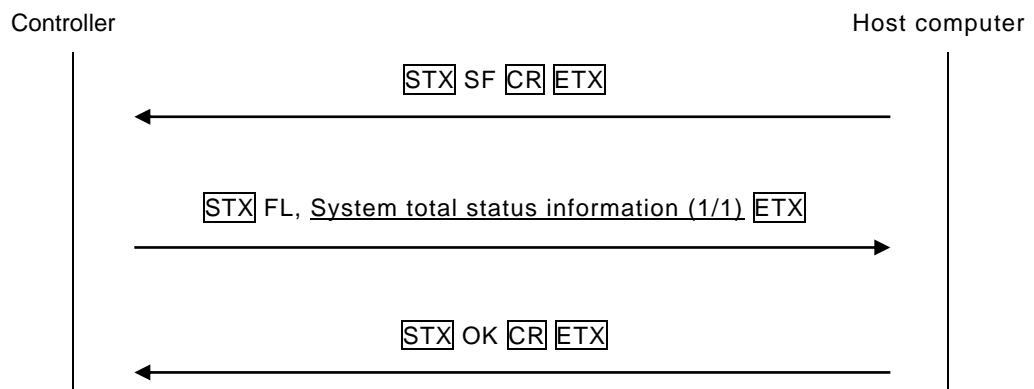 Controller Host computer
STX SF CR ETX
STX FL, System total status information (1/1) ETX
STX OK CR ETX